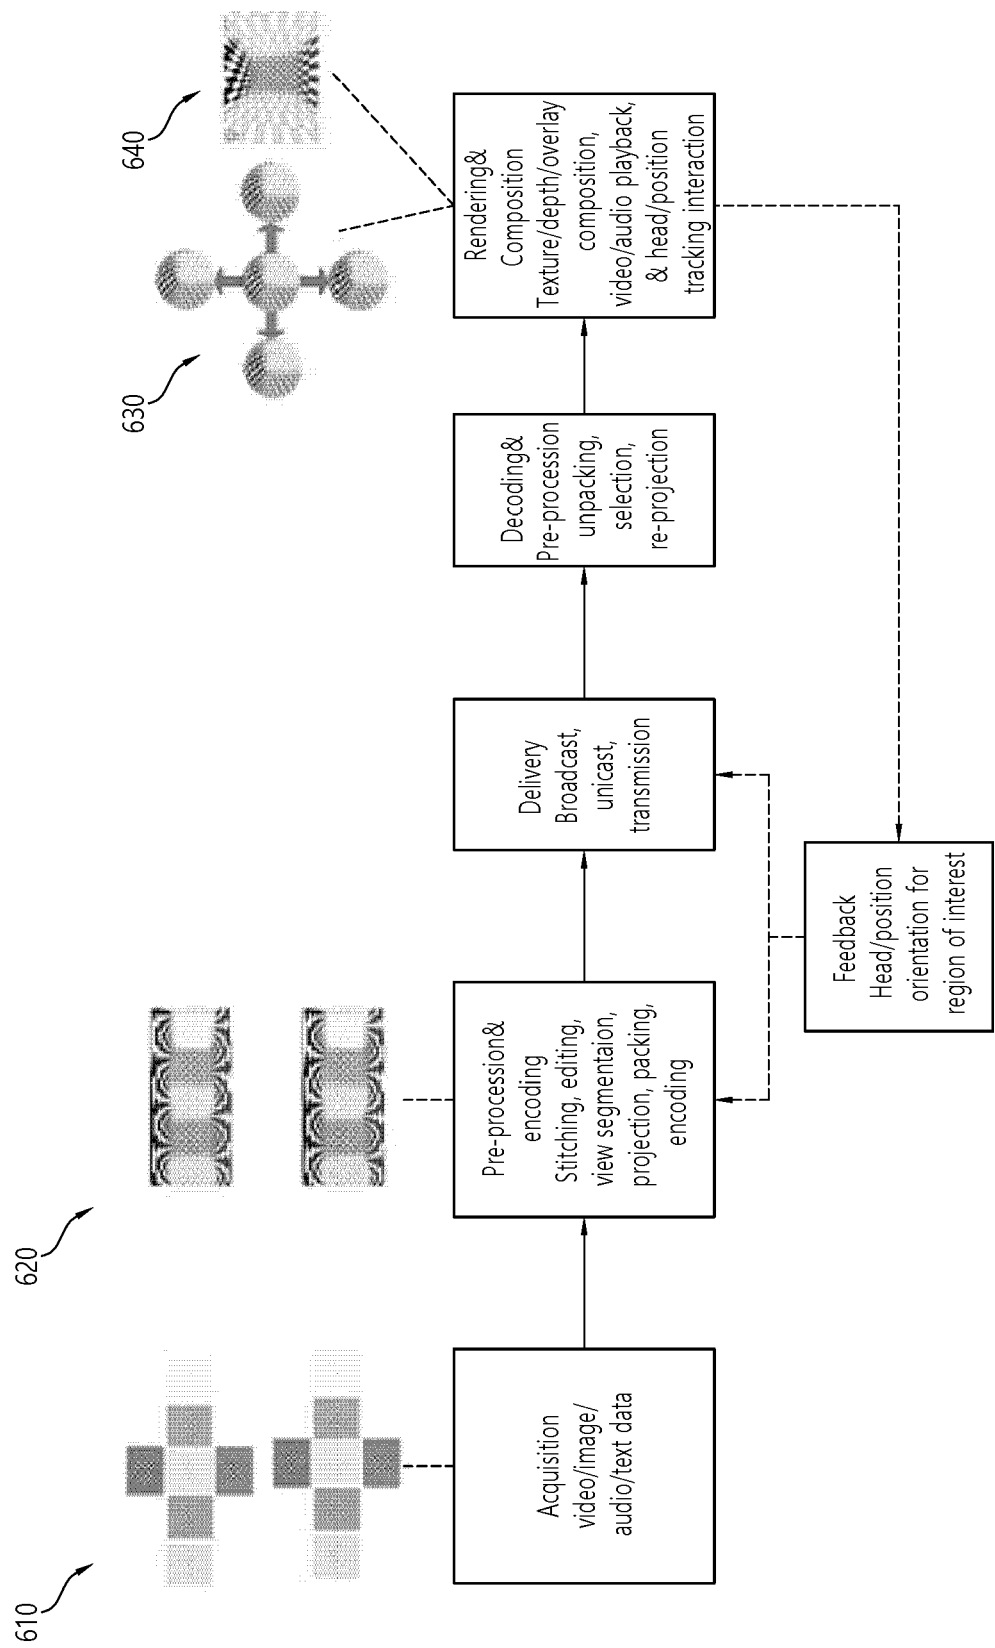 610
620
630
640
Acquisition
video/image/
audio/text data
Pre-procession&
encoding
Stitching, editing,
view segmentaion,
projection, packing,
encoding
Delivery
Broadcast,
unicast,
transmission
Decoding&
Pre-procession
unpacking,
selection,
re-projection
Rendering&
Composition
Texture/depth/overlay
composition,
video/audio playback,
& head/position
tracking interaction
Feedback
Head/position
orientation for
region of interest